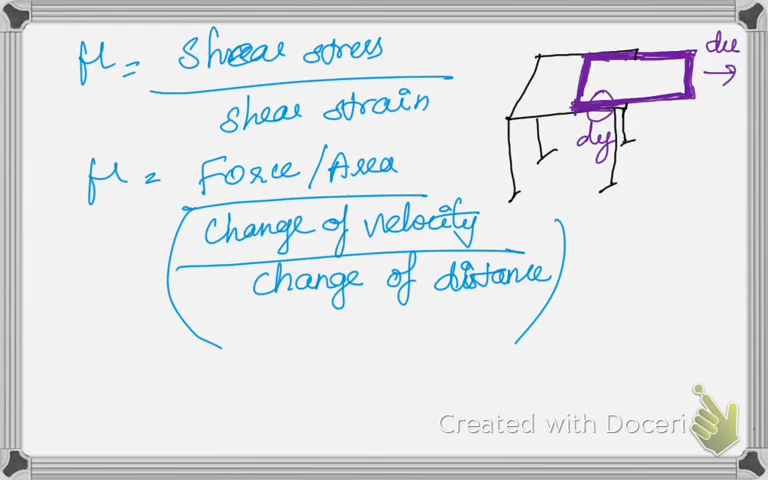 μ = Shear stress
shear strain
du
μ = Force/Area
dy
change of velocity
change of distance
Created with Doceri